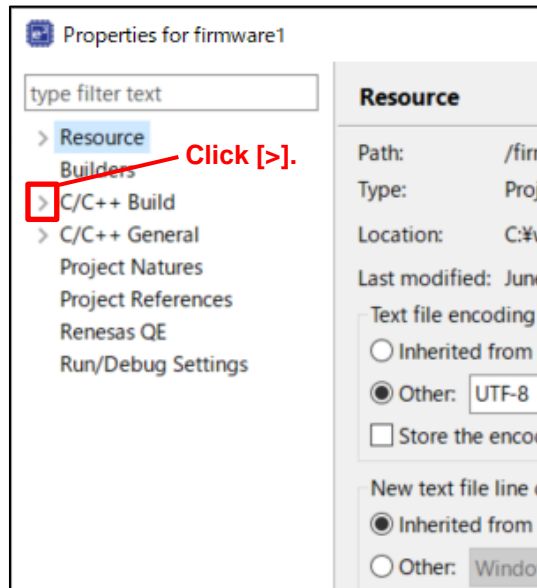 Properties for firmware1
type filter text
Resource
Builders
C/C++ Build
C/C++ General
Project Natures
Project References
Renesas QE
Run/Debug Settings
Click [>].
Resource
Path:
Type:
Location: C:¥
Last modified:
Text file encoding
Inherited from
Other: UTF-8
Store the
New text file line
Inherited from
Other: